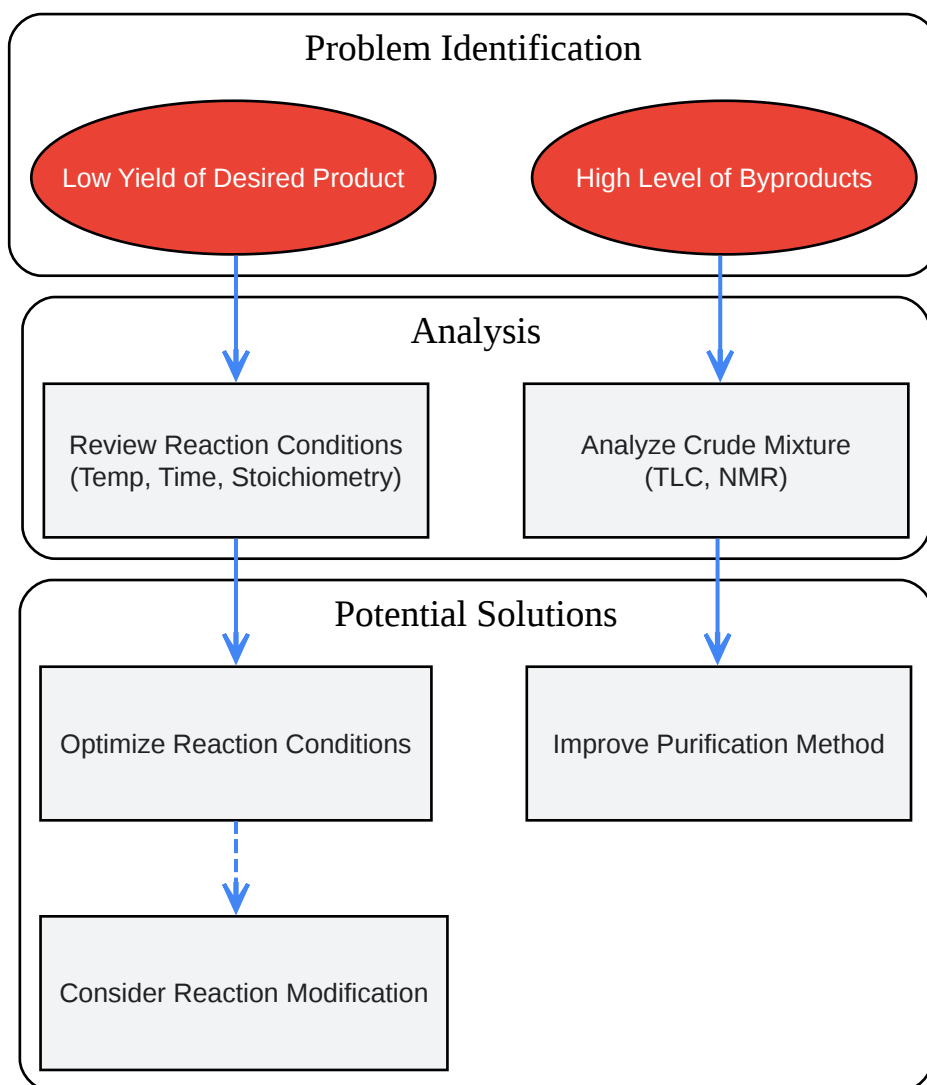 Problem Identification
Low Yield of Desired Product
High Level of Byproducts
Analysis
Review Reaction Conditions
(Temp, Time, Stoichiometry)
Analyze Crude Mixture
(TLC, NMR)
Potential Solutions
Optimize Reaction Conditions
Improve Purification Method
Consider Reaction Modification